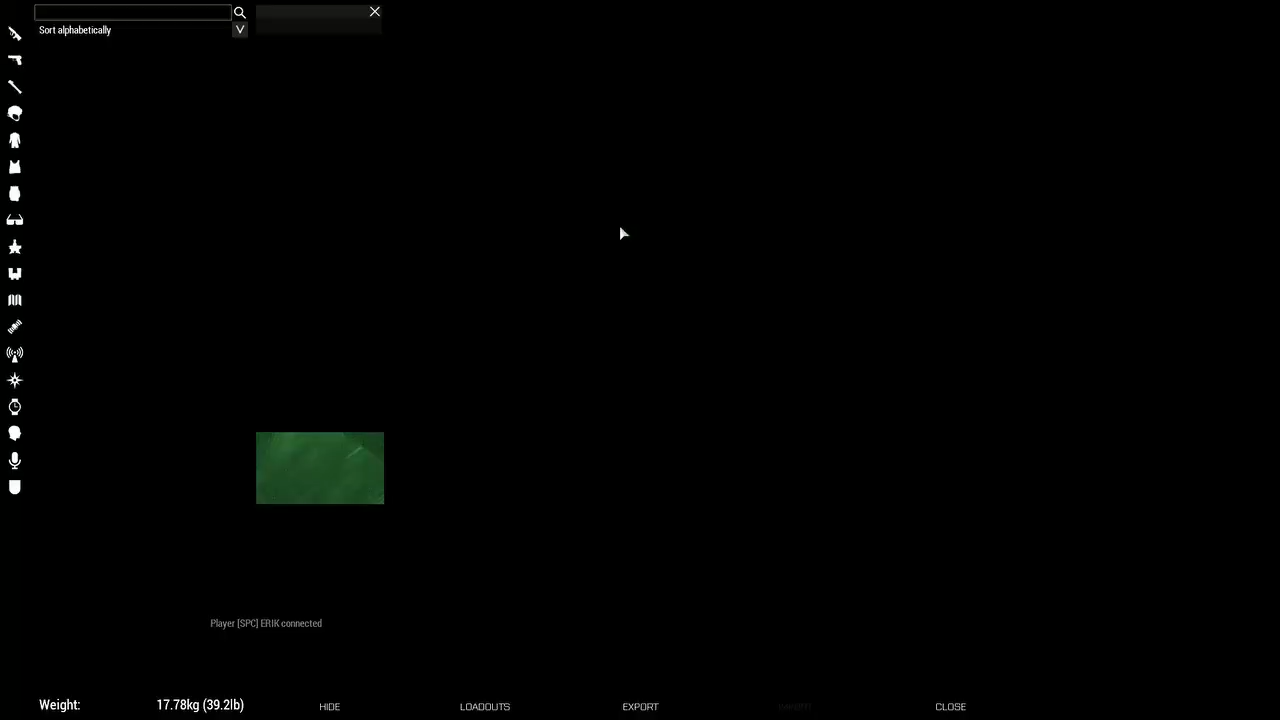 Sort alphabetically
Player [SPC] ERIK connected
Weight: 17.78kg (39.2lb)
HIDE
LOADOUTS
EXPORT
CLOSE